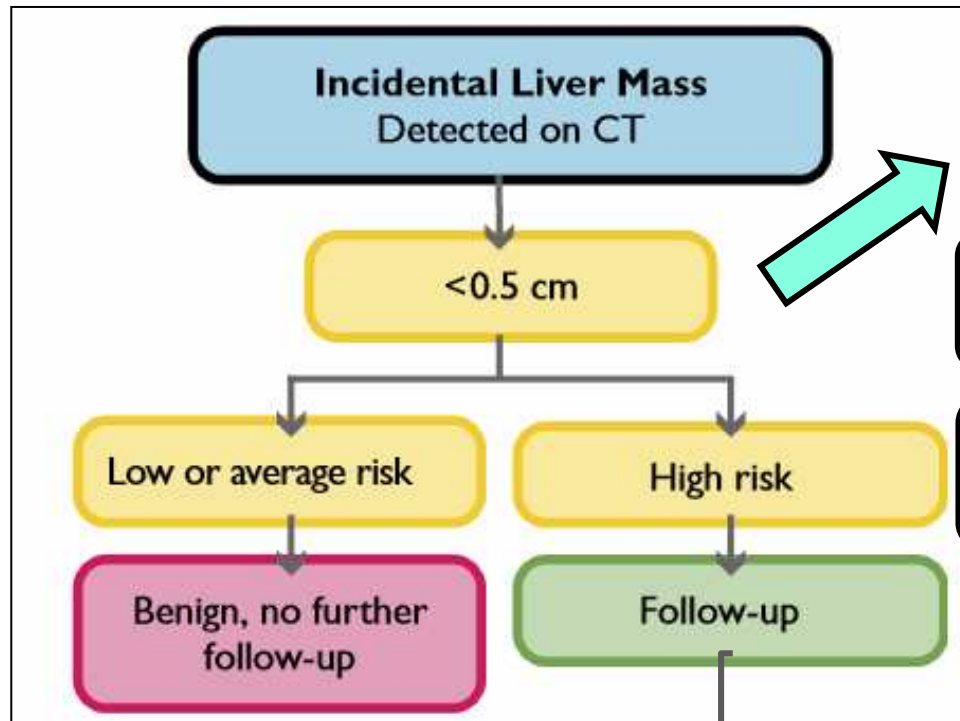 Incidental Liver Mass
Detected on CT
<0.5 cm
Low or average risk
High risk
Benign, no further
follow-up
Follow-up